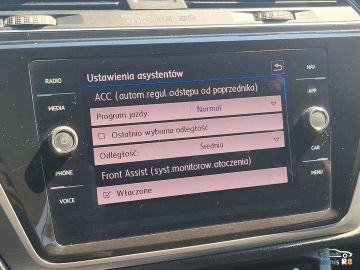 Ustawienia asystentów
RADIO
NAV
ACC (autom.regul.odstępu od poprzednika)
APP
Program jazdy: Normal
MEDIA
Ostatnio wybrana odległość
Odległość: Średnia
CAR
Front Assist (syst.monitorow.otoczenia)
PHONE
MENU
Włączone
VOICE